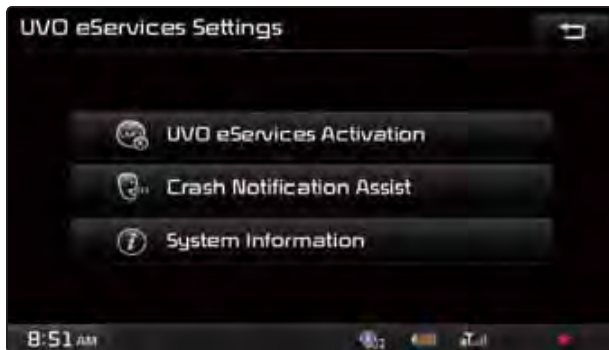 UVO eServices Settings
UVO eServices Activation
Crash Notification Assist
System Information
8:51 AM